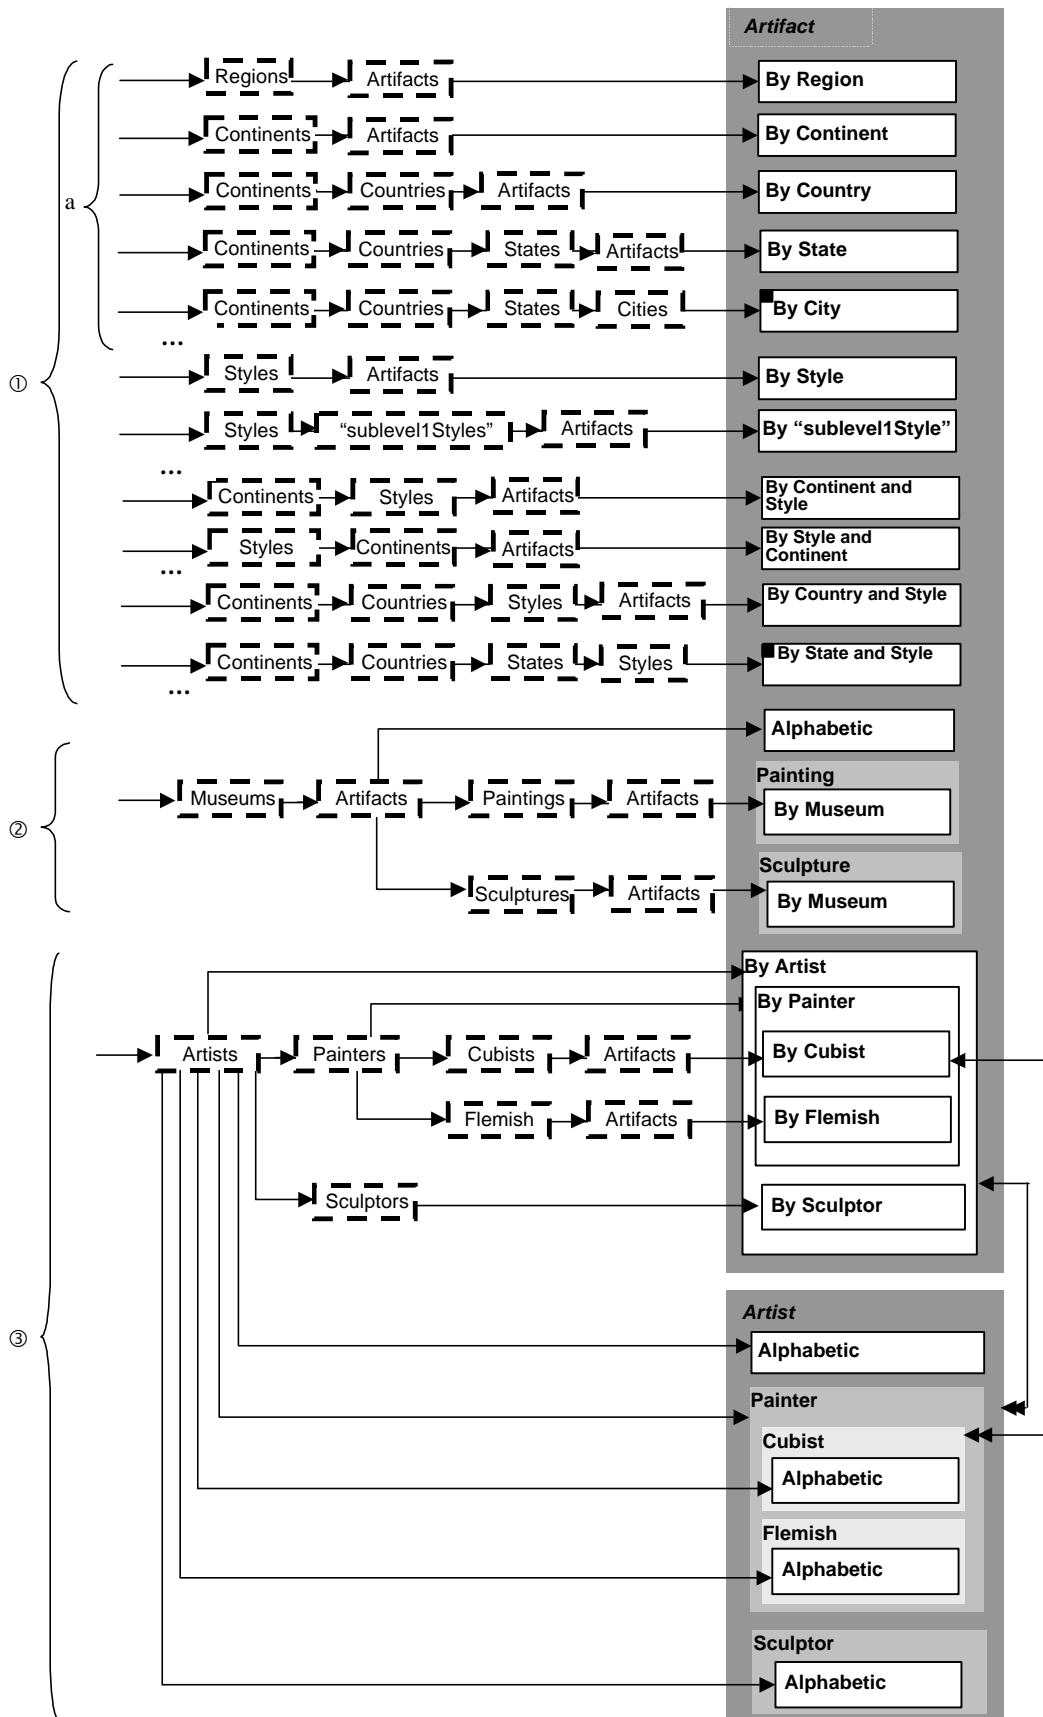 Artifact
Regions Artifacts By Region
Continents Artifacts By Continent
a Continents Countries Artifacts By Country
Continents Countries States Artifacts By State
Continents Countries States Cities By City
...
① Styles Artifacts By Style
Styles “sublevel1Styles” Artifacts By “sublevel1Style”
...
Continents Styles Artifacts By Continent and
Style
Styles Continents Artifacts By Style and
Continent
...
Continents Countries Styles Artifacts By Country and Style
Continents Countries States Styles By State and Style
...
Alphabetic
Painting
② Museums Artifacts Paintings Artifacts By Museum
Sculpture
Sculptures Artifacts By Museum
By Artist
By Painter
Artists Painters Cubists Artifacts By Cubist
Flemish Artifacts By Flemish
Sculptors By Sculptor
Artist
③ Alphabetic
Painter
Cubist
Alphabetic
Flemish
Alphabetic
Sculptor
Alphabetic